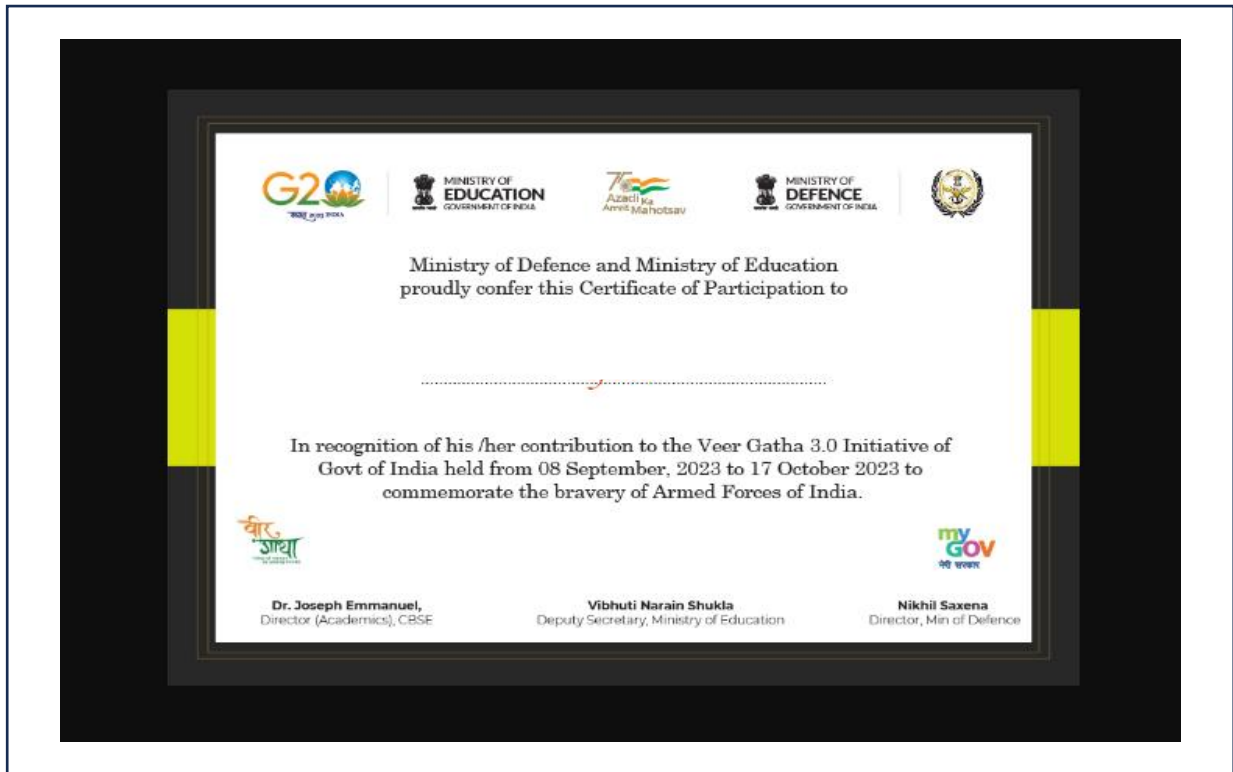 G20
भारत 2023 INDIA
MINISTRY OF
EDUCATION
GOVERNMENT OF INDIA
75
Azadi Ka
Amrit Mahotsav
MINISTRY OF
DEFENCE
GOVERNMENT OF INDIA
Ministry of Defence and Ministry of Education
proudly confer this Certificate of Participation to
In recognition of his /her contribution to the Veer Gatha 3.0 Initiative of
Govt of India held from 08 September, 2023 to 17 October 2023 to
commemorate the bravery of Armed Forces of India.
वीर
गाथा
my
GOV
मेरी सरकार
Dr. Joseph Emmanuel,
Director (Academics), CBSE
Vibhuti Narain Shukla
Deputy Secretary, Ministry of Education
Nikhil Saxena
Director, Min of Defence